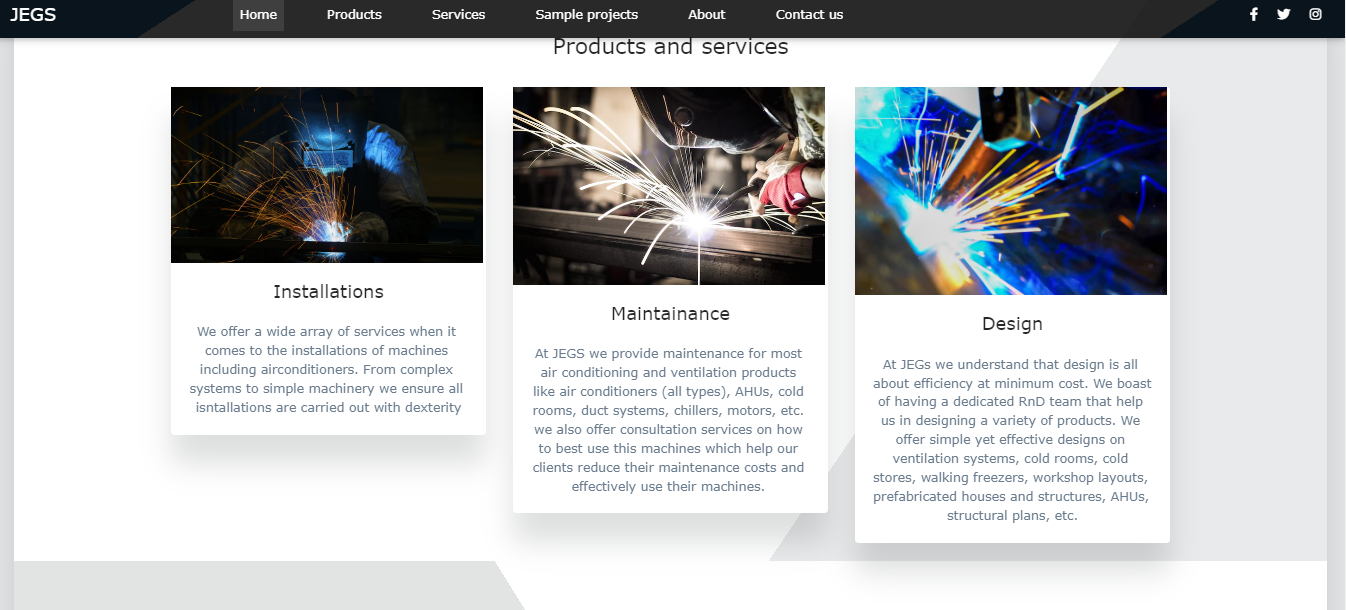 JEGS
Home Products Services Sample projects About Contact us
Products and services
Installations
We offer a wide array of services when it
comes to the installations of machines
including airconditioners. From complex
systems to simple machinery we ensure all
isntallations are carried out with dexterity
Maintainance
At JEGS we provide maintenance for most
air conditioning and ventilation products
like air conditioners (all types), AHUs, cold
rooms, duct systems, chillers, motors, etc.
we also offer consultation services on how
to best use this machines which help our
clients reduce their maintenance costs and
effectively use their machines.
Design
At JEGs we understand that design is all
about efficiency at minimum cost. We boast
of having a dedicated RnD team that help
us in designing a variety of products. We
offer simple yet effective designs on
ventilation systems, cold rooms, cold
stores, walking freezers, workshop layouts,
prefabricated houses and structures, AHUs,
structural plans, etc.